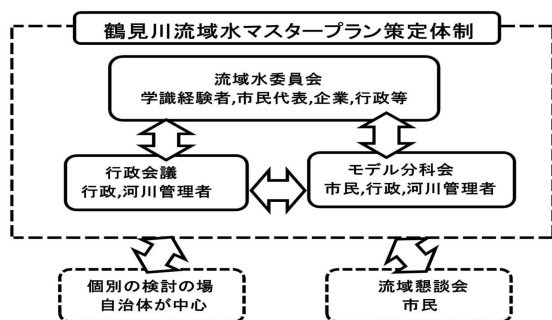 鶴見川流域水マスタープラン策定体制
流域水委員会
学識経験者,市民代表,企業,行政等
行政会議
行政,河川管理者
モデル分科会
市民,行政,河川管理者
個別の検討の場
自治体が中心
流域懇談会
市民